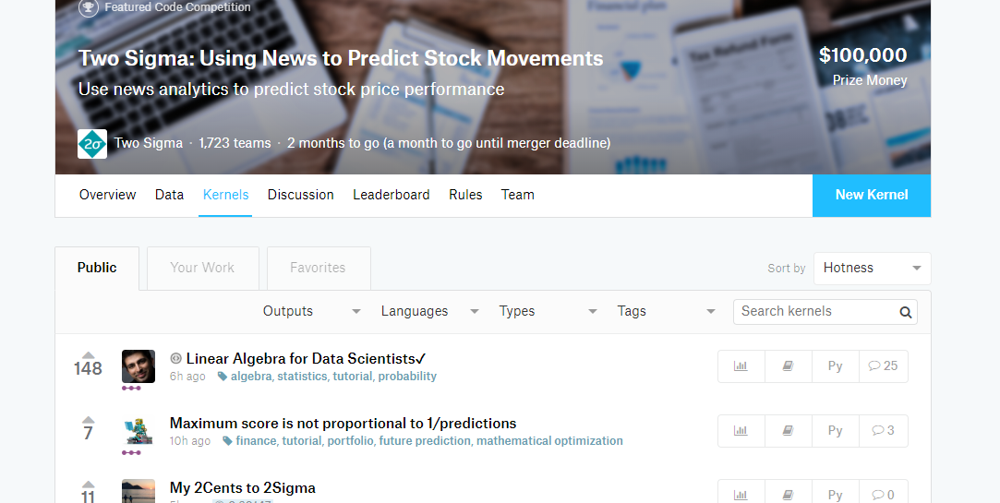 Featured Code Competition
Financial plan
Tax Refund Form
Two Sigma: Using News to Predict Stock Movements
$100,000
Use news analytics to predict stock price performance
Prize Money
2σ Two Sigma · 1,723 teams · 2 months to go (a month to go until merger deadline)
Overview Data Kernels Discussion Leaderboard Rules Team New Kernel
Public Your Work Favorites Sort by Hotness
Outputs Languages Types Tags Search kernels
148 Linear Algebra for Data Scientists✓
6h ago algebra, statistics, tutorial, probability Py 25
7 Maximum score is not proportional to 1/predictions
10h ago finance, tutorial, portfolio, future prediction, mathematical optimization Py 3
11 My 2Cents to 2Sigma Py 0